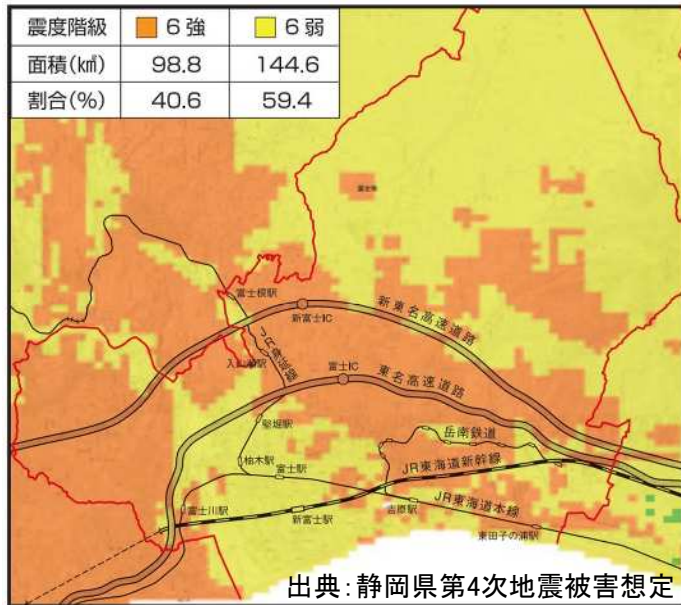 震度階級 6強 6弱
面積(㎢) 98.8 144.6
割合(%) 40.6 59.4
富士根駅
新富士IC
新東名高速道路
JR身延線
富士IC
東名高速道路
竪堀駅
岳南鉄道
柚木駅
富士駅
JR東海道新幹線
富士川駅
新富士駅
吉原駅
JR東海道本線
東田子の浦駅
出典:静岡県第4次地震被害想定